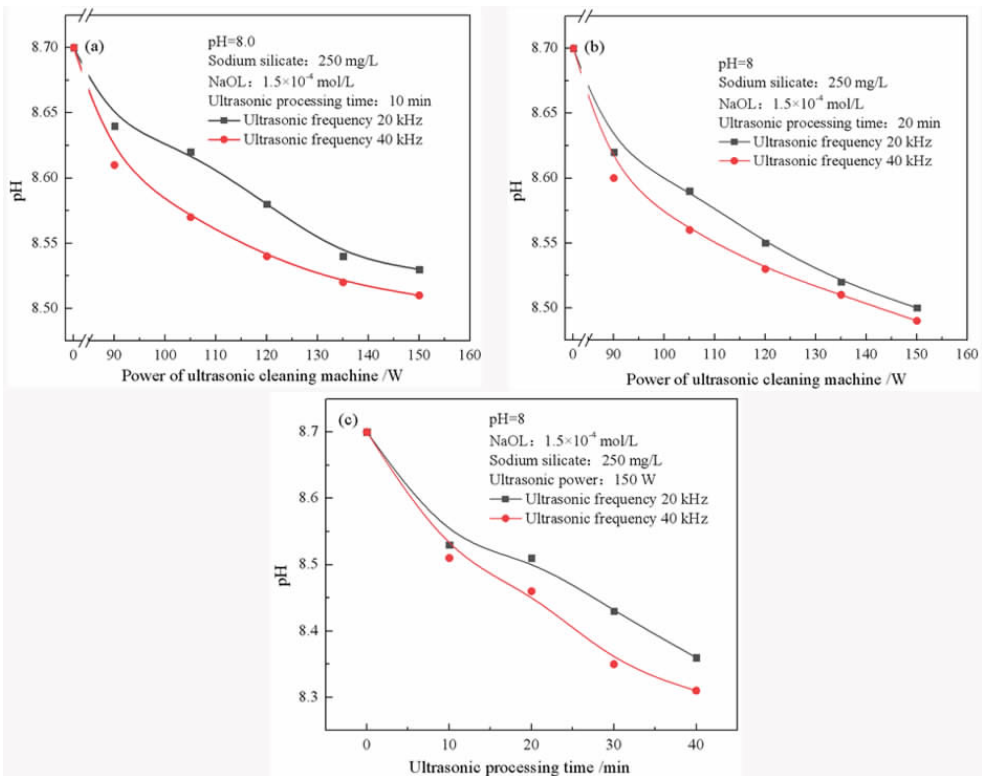 (a)
pH=8.0
Sodium silicate: 250 mg/L
NaOL: 1.5×10⁻⁴ mol/L
Ultrasonic processing time: 10 min
Ultrasonic frequency 20 kHz
Ultrasonic frequency 40 kHz
pH
8.70
8.65
8.60
8.55
8.50
0 90 100 110 120 130 140 150 160
Power of ultrasonic cleaning machine /W
(b)
pH=8
Sodium silicate: 250 mg/L
NaOL: 1.5×10⁻⁴ mol/L
Ultrasonic processing time: 20 min
Ultrasonic frequency 20 kHz
Ultrasonic frequency 40 kHz
pH
8.70
8.65
8.60
8.55
8.50
0 90 100 110 120 130 140 150 160
Power of ultrasonic cleaning machine /W
(c)
pH=8
NaOL: 1.5×10⁻⁴ mol/L
Sodium silicate: 250 mg/L
Ultrasonic power: 150 W
Ultrasonic frequency 20 kHz
Ultrasonic frequency 40 kHz
pH
8.7
8.6
8.5
8.4
8.3
0 10 20 30 40
Ultrasonic processing time /min